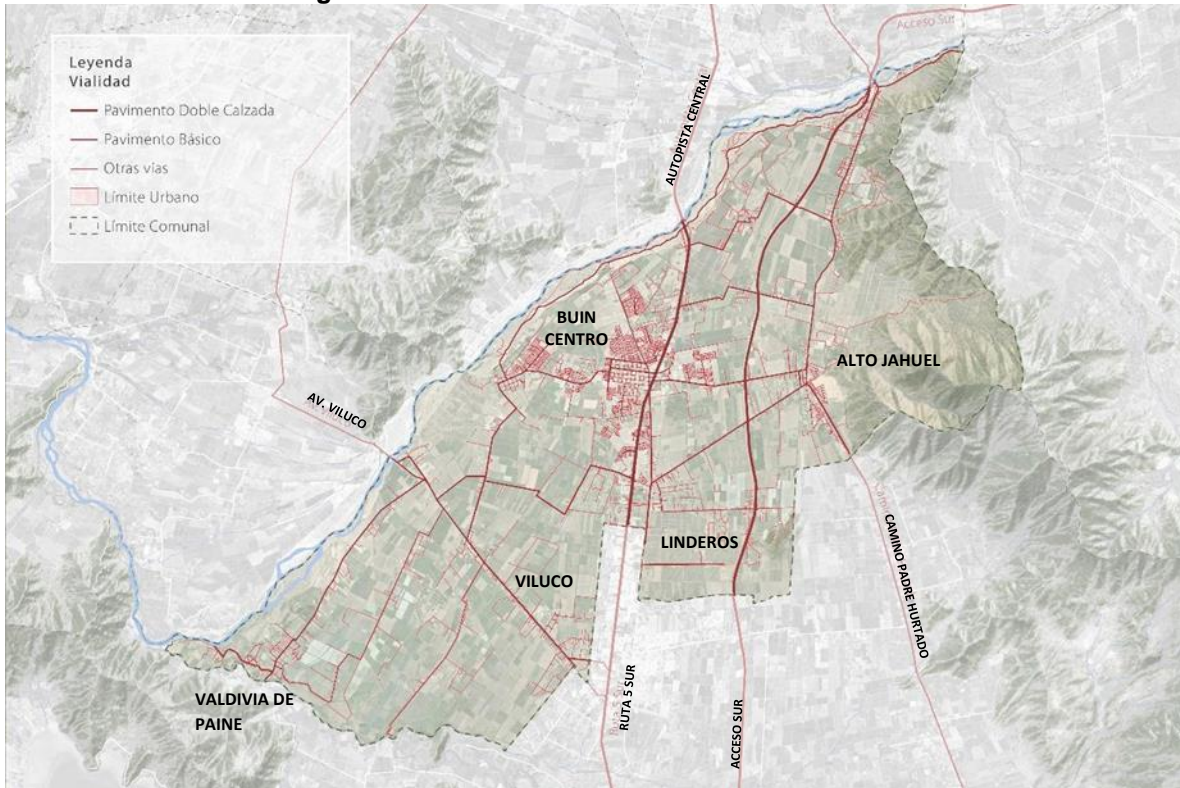 Leyenda
Vialidad
Pavimento Doble Calzada
Pavimento Básico
Otras vías
Límite Urbano
Límite Comunal
Acceso Sur
AUTOPISTA CENTRAL
BUIN
CENTRO
ALTO JAHUEL
AV. VILUCO
LINDEROS
CAMINO PADRE HURTADO
VILUCO
VALDIVIA DE
PAINE
RUTA 5 SUR
ACCESO SUR